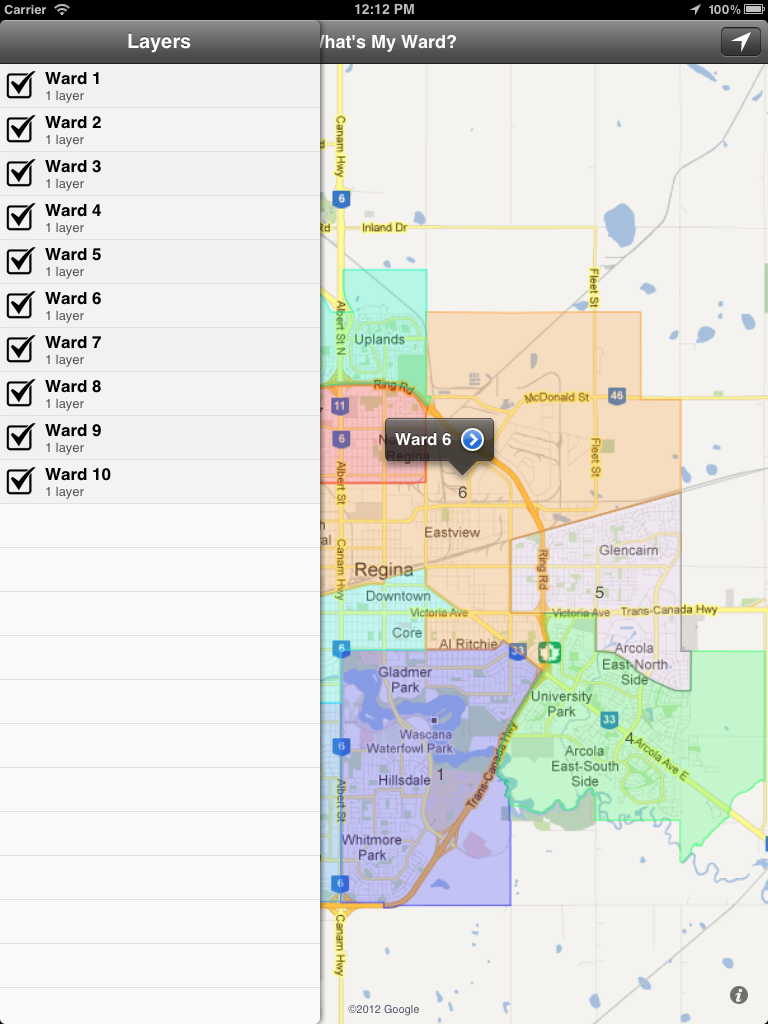 Carrier
12:12 PM
100%
Layers
hat's My Ward?
Ward 1
1 layer
Ward 2
1 layer
Ward 3
1 layer
Ward 4
1 layer
Ward 5
1 layer
Ward 6
1 layer
Ward 7
1 layer
Ward 8
1 layer
Ward 9
1 layer
Ward 10
1 layer
Canam Hwy
6
Rd
Inland Dr
Fleet St
Albert St N
Uplands
Ring Rd
11
McDonald St
46
6
Ward 6
Regina
Albert St
Fleet St
6
Eastview
Canam Hwy
Ring Rd
Glencairn
Regina
5
Downtown
Victoria Ave
Victoria Ave
Trans-Canada Hwy
Core
Al Ritchie
6
33
Arcola
East-North
Side
Gladmer
Park
University
Park
33
Wascana
Waterfowl Park
6
4
Arcola Ave E
Trans-Canada Hwy
Arcola
East-South
Side
Hillsdale
1
Albert St
Whitmore
Park
6
Canam Hwy
©2012 Google
i